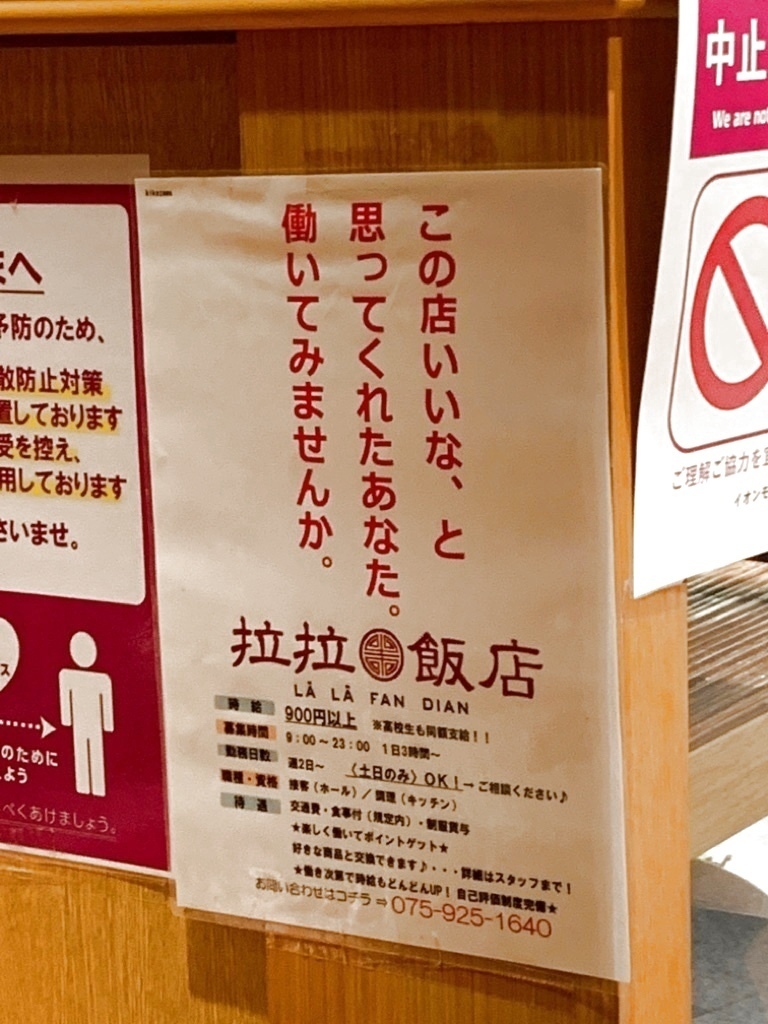 この店いいな、と
思ってくれたあなた。
働いてみませんか。
拉拉飯店
LĀ LĀ FAN DIAN
時給 900円以上 ※高校生も同額支給！！
募集時間 9：00～23：00 1日3時間～
勤務日数 週2日～ 〈土日のみ〉OK！→ご相談ください♪
職種・資格 接客（ホール）／調理（キッチン）
待遇 交通費・食事付（規定内）・制服貸与
★楽しく働いてポイントゲット★
好きな商品と交換できます♪・・・詳細はスタッフまで！
★働き次第で時給もどんどんUP！自己評価制度完備★
お問い合わせはコチラ⇒075-925-1640
まへ
予防のため、
散防止対策
置しております
受を控え、
用しております
さいませ。
ス
のために
よう
べくあけましょう。
中止
We are not
ご理解ご協力を
イオンモ